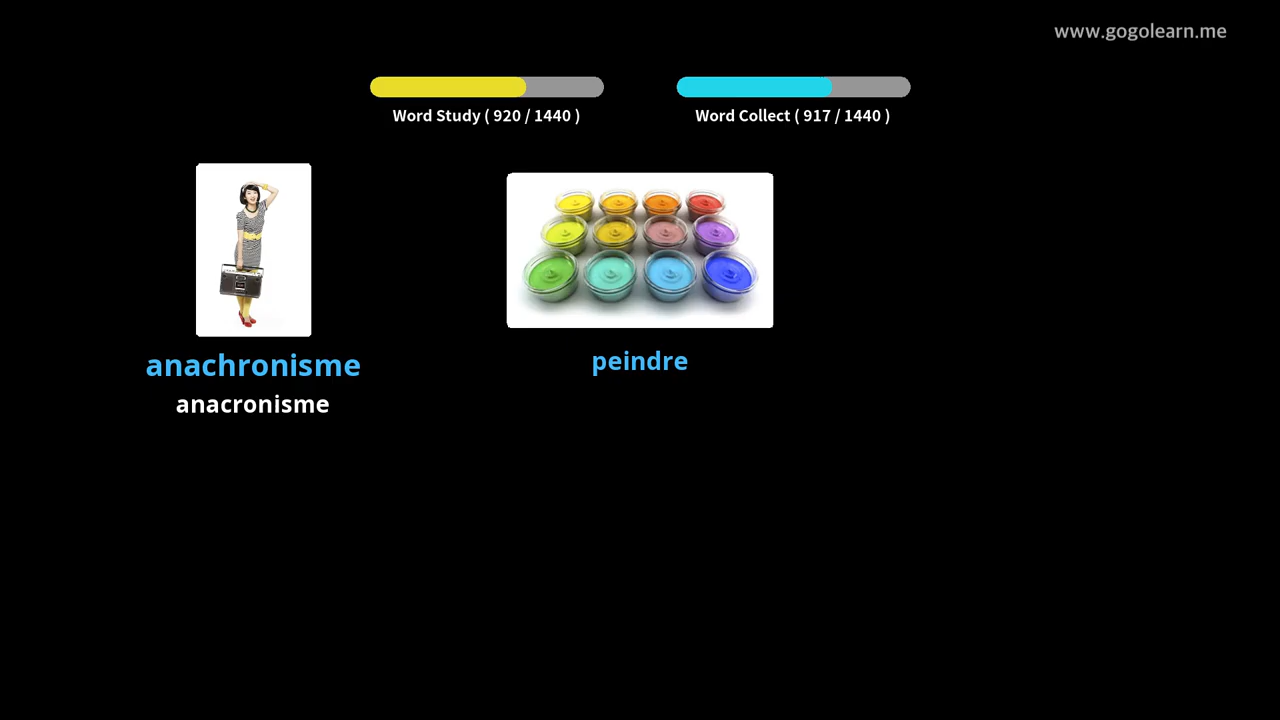 www.gogolearn.me
Word Study ( 920 / 1440 )
Word Collect ( 917 / 1440 )
anachronisme
anacronisme
peindre